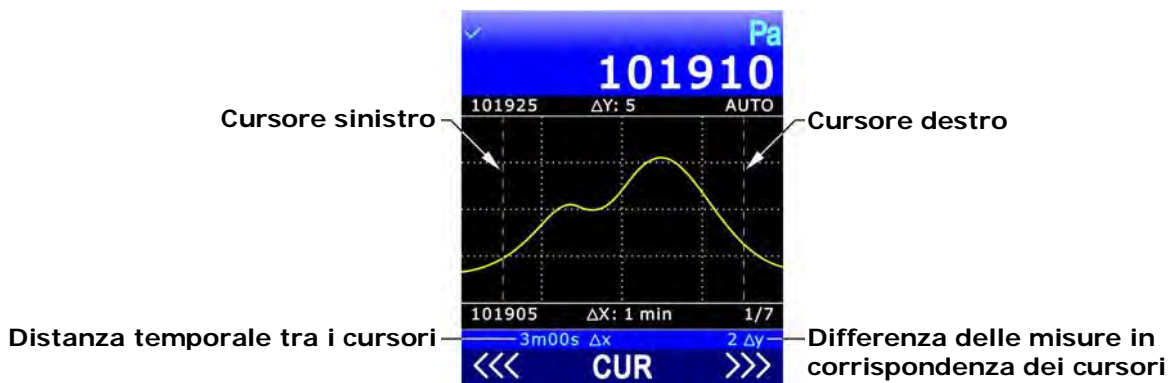 Pa
101910
101925 ΔY: 5 AUTO
Cursore sinistro
Cursore destro
101905 ΔX: 1 min 1/7
Distanza temporale tra i cursori
3m00s Δx 2 Δy
Differenza delle misure in
corrispondenza dei cursori
<<< CUR >>>